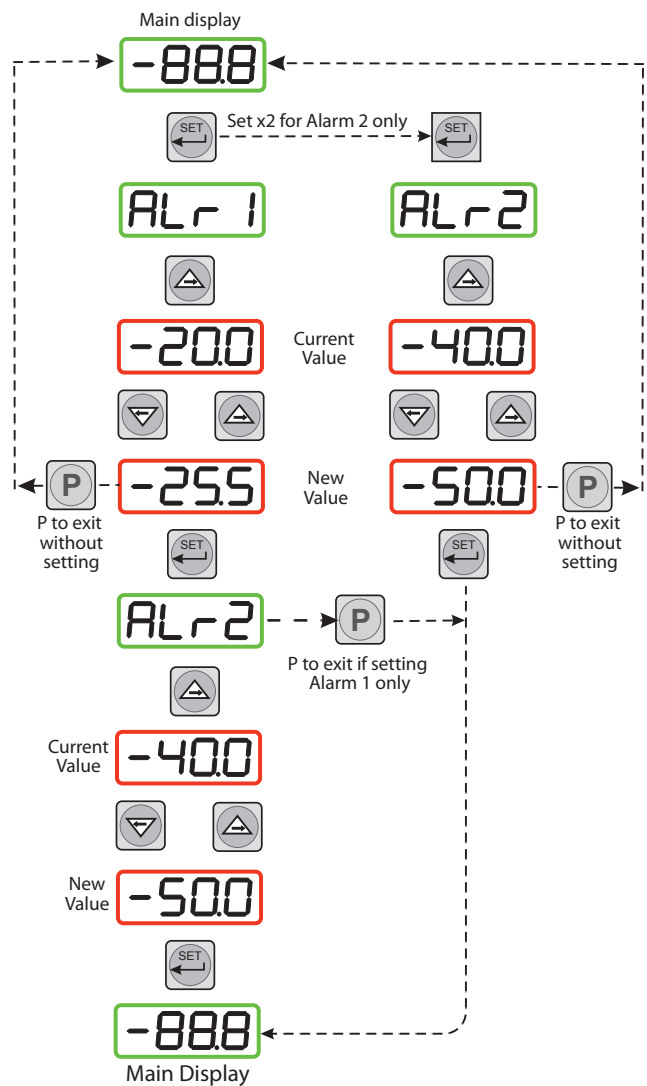 Main display
-88.8
SET
Set x2 for Alarm 2 only
SET
ALr1
ALr2
-20.0
Current
Value
-40.0
P
-25.5
New
Value
-50.0
P
P to exit
without
setting
SET
SET
P to exit
without
setting
ALr2
P
P to exit if setting
Alarm 1 only
Current
Value
-40.0
New
Value
-50.0
SET
-88.8
Main Display